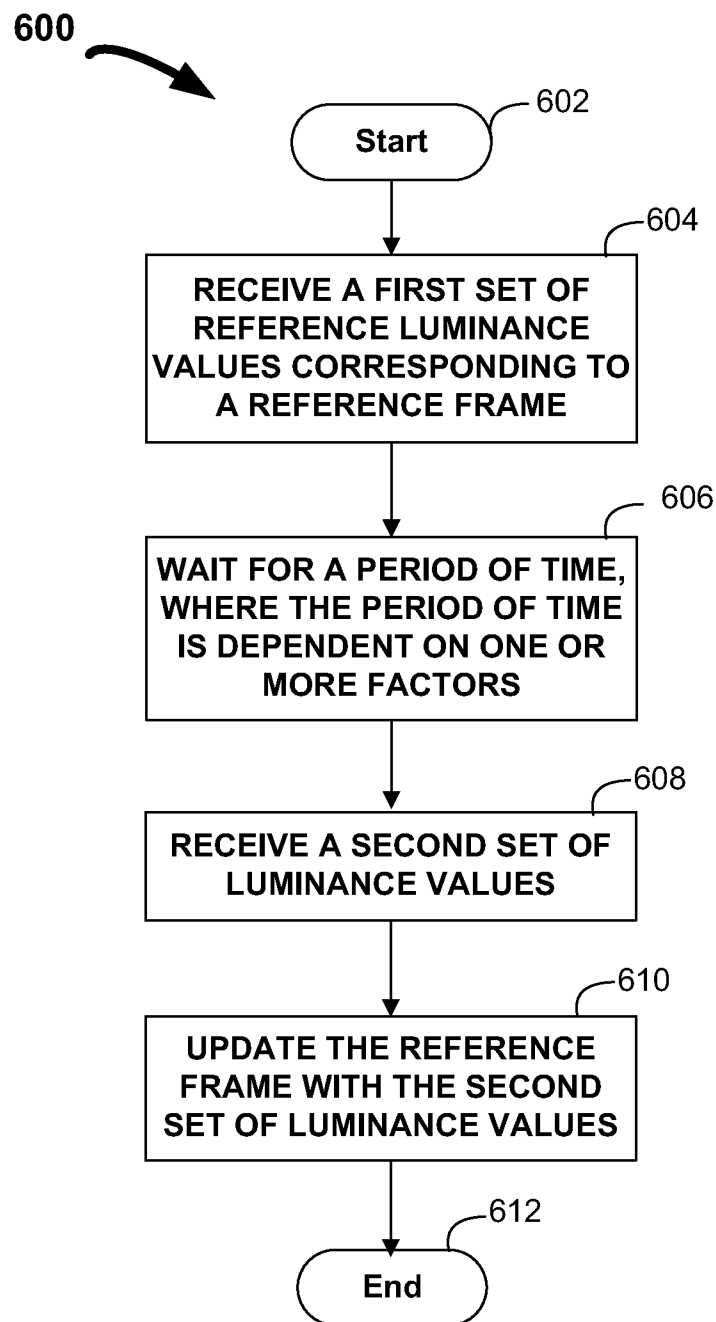 600
602
Start
604
RECEIVE A FIRST SET OF
REFERENCE LUMINANCE
VALUES CORRESPONDING TO
A REFERENCE FRAME
606
WAIT FOR A PERIOD OF TIME,
WHERE THE PERIOD OF TIME
IS DEPENDENT ON ONE OR
MORE FACTORS
608
RECEIVE A SECOND SET OF
LUMINANCE VALUES
610
UPDATE THE REFERENCE
FRAME WITH THE SECOND
SET OF LUMINANCE VALUES
612
End